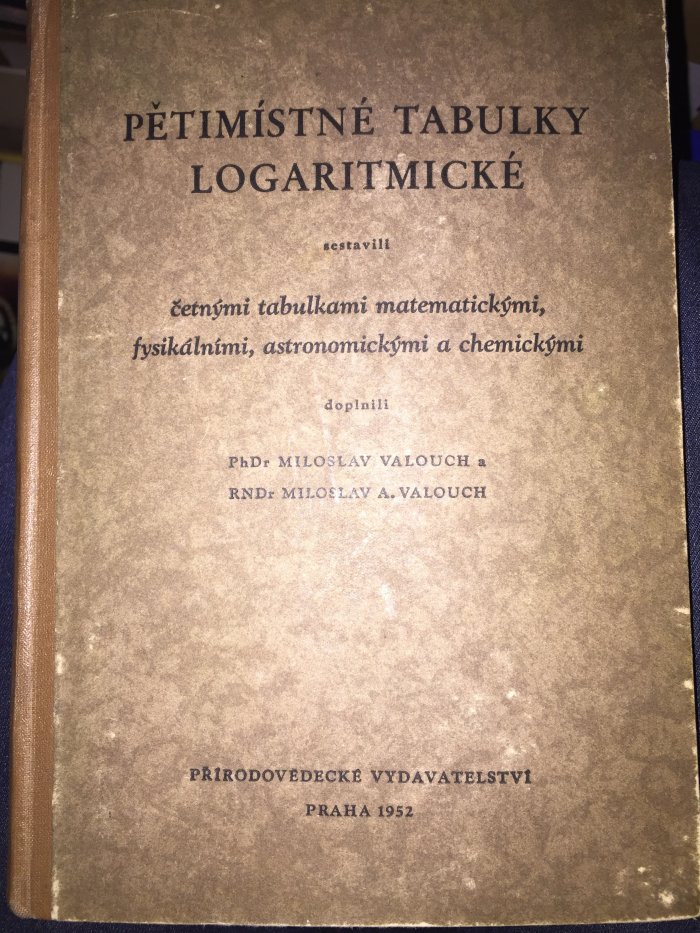 PĚTIMÍSTNÉ TABULKY
LOGARITMICKÉ
sestavili
četnými tabulkami matematickými,
fysikálními, astronomickými a chemickými
doplnili
PhDr MILOSLAV VALOUCH a
RNDr MILOSLAV A. VALOUCH
PŘÍRODOVĚDECKÉ VYDAVATELSTVÍ
PRAHA 1952